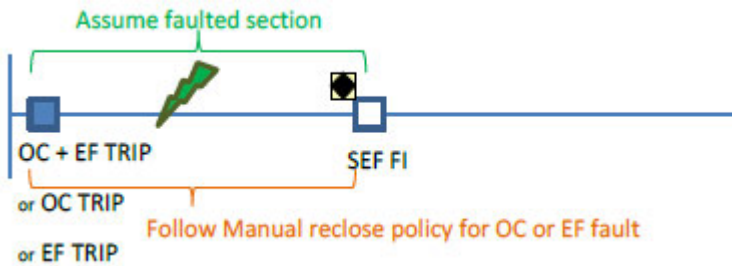 Assume faulted section
OC + EF TRIP
SEF FI
or OC TRIP
Follow Manual reclose policy for OC or EF fault
or EF TRIP